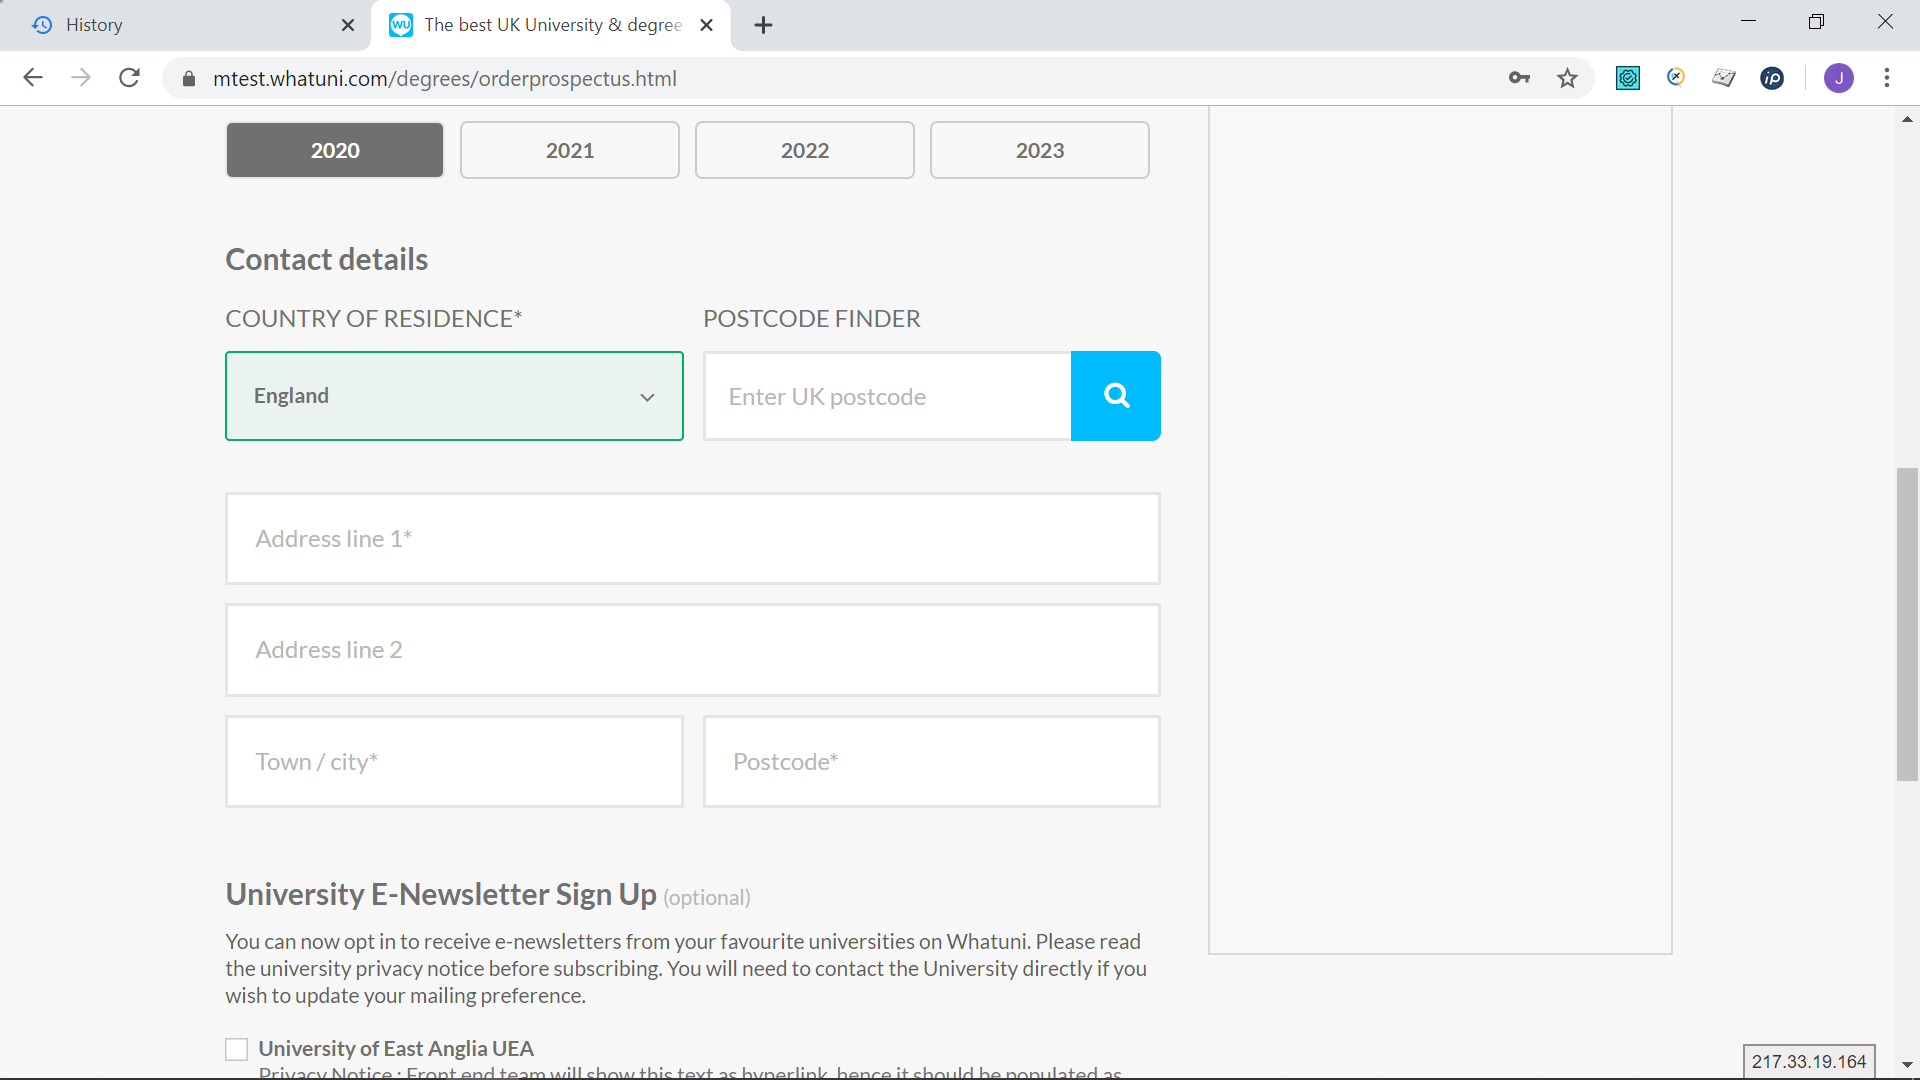 History
The best UK University & degree
mtest.whatuni.com/degrees/orderprospectus.html
J
2020
2021
2022
2023
Contact details
COUNTRY OF RESIDENCE*
POSTCODE FINDER
England
Enter UK postcode
Address line 1*
Address line 2
Town / city*
Postcode*
University E-Newsletter Sign Up (optional)
You can now opt in to receive e-newsletters from your favourite universities on Whatuni. Please read
the university privacy notice before subscribing. You will need to contact the University directly if you
wish to update your mailing preference.
University of East Anglia UEA
Privacy Notice : Front end team will show this text as hyperlink, hence it should be populated as
217.33.19.164